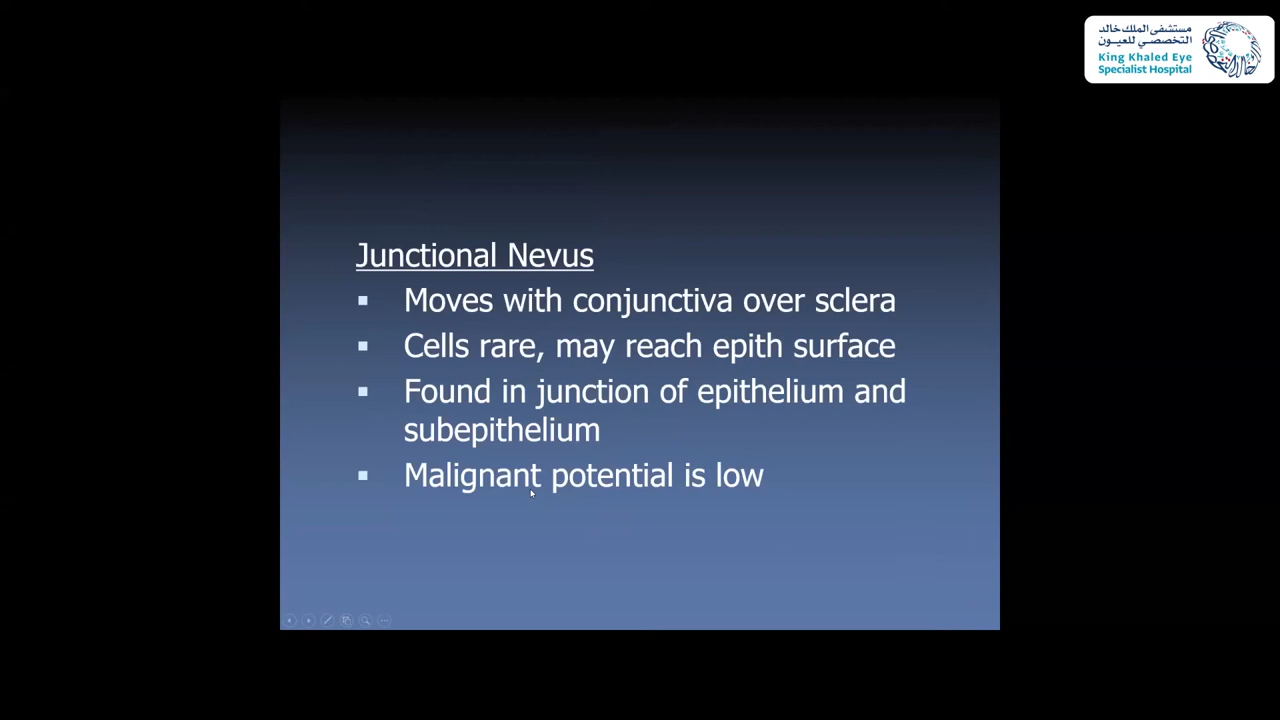 مستشفى الملك خالد
التخصصي للعيون
King Khaled Eye
Specialist Hospital
Junctional Nevus
▪ Moves with conjunctiva over sclera
▪ Cells rare, may reach epith surface
▪ Found in junction of epithelium and
subepithelium
▪ Malignant potential is low